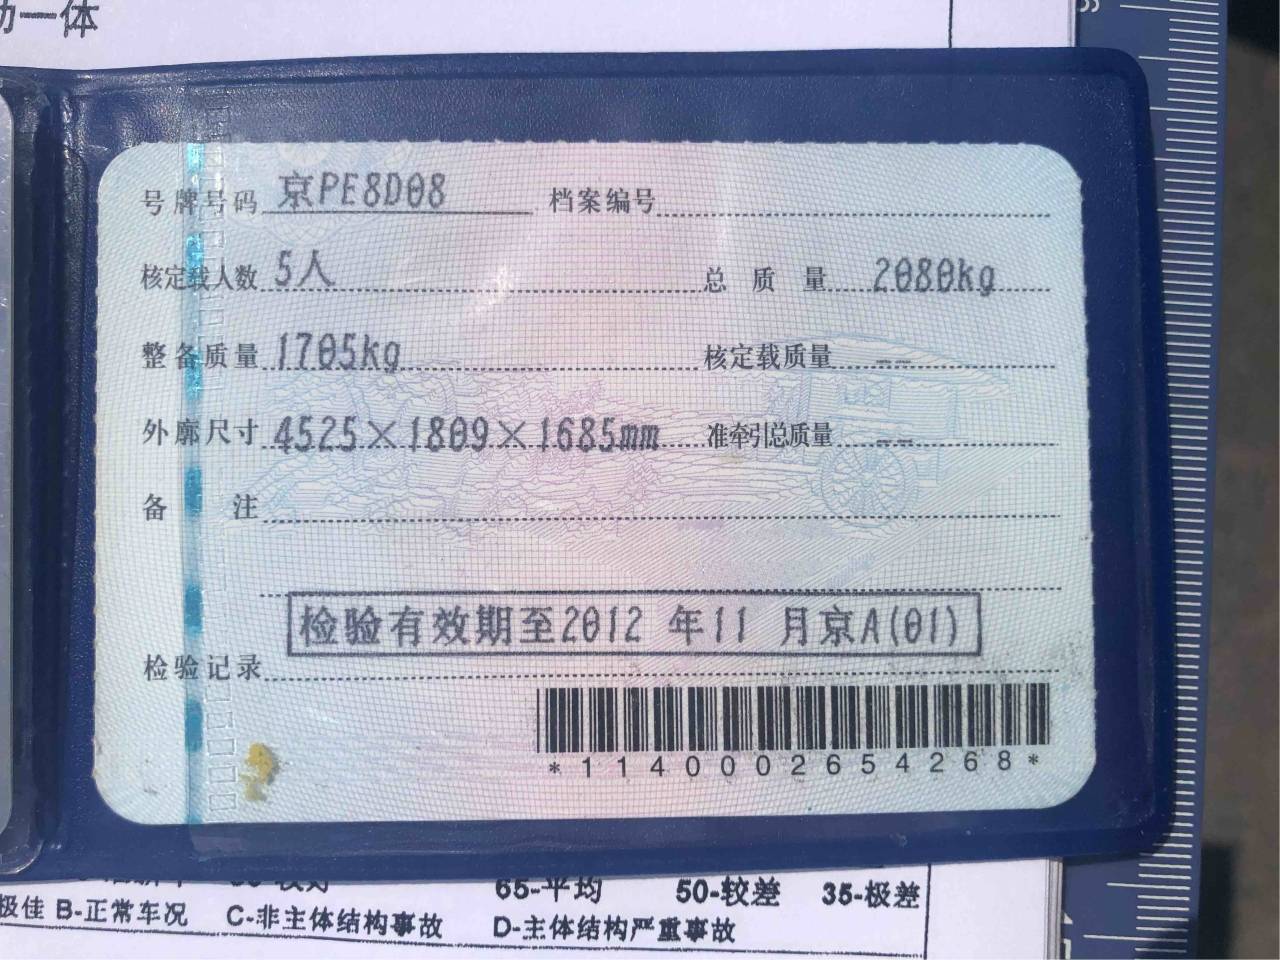 一体
号牌号码 京PE8D08 档案编号
核定载人数 5人 总质量 2080kg
整备质量 1705kg 核定载质量 -- --
外廓尺寸 4525×1809×1685mm 准牵引总质量 -- --
备注
检验有效期至2012 年11 月京A(01)
检验记录
*1140002654268*
65--平均 50-较差 35-极差
极佳 B-正常车况 C-非主体结构事故 D-主体结构严重事故